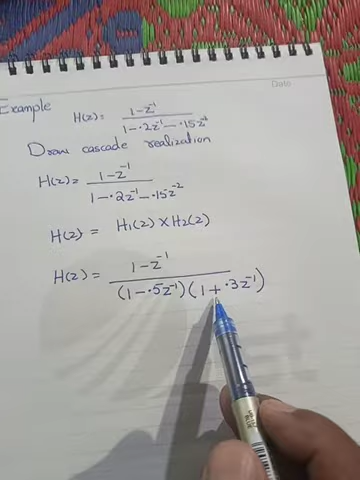 Date
Example H(z) = 1-z⁻¹ / 1-.2z⁻¹-.15z⁻²
Draw cascade realization
H(z) = 1-z⁻¹ / 1-.2z⁻¹-.15z⁻²
H(z) = H₁(z) × H₂(z)
H(z) = 1-z⁻¹ / (1-.5z⁻¹)(1+.3z⁻¹)